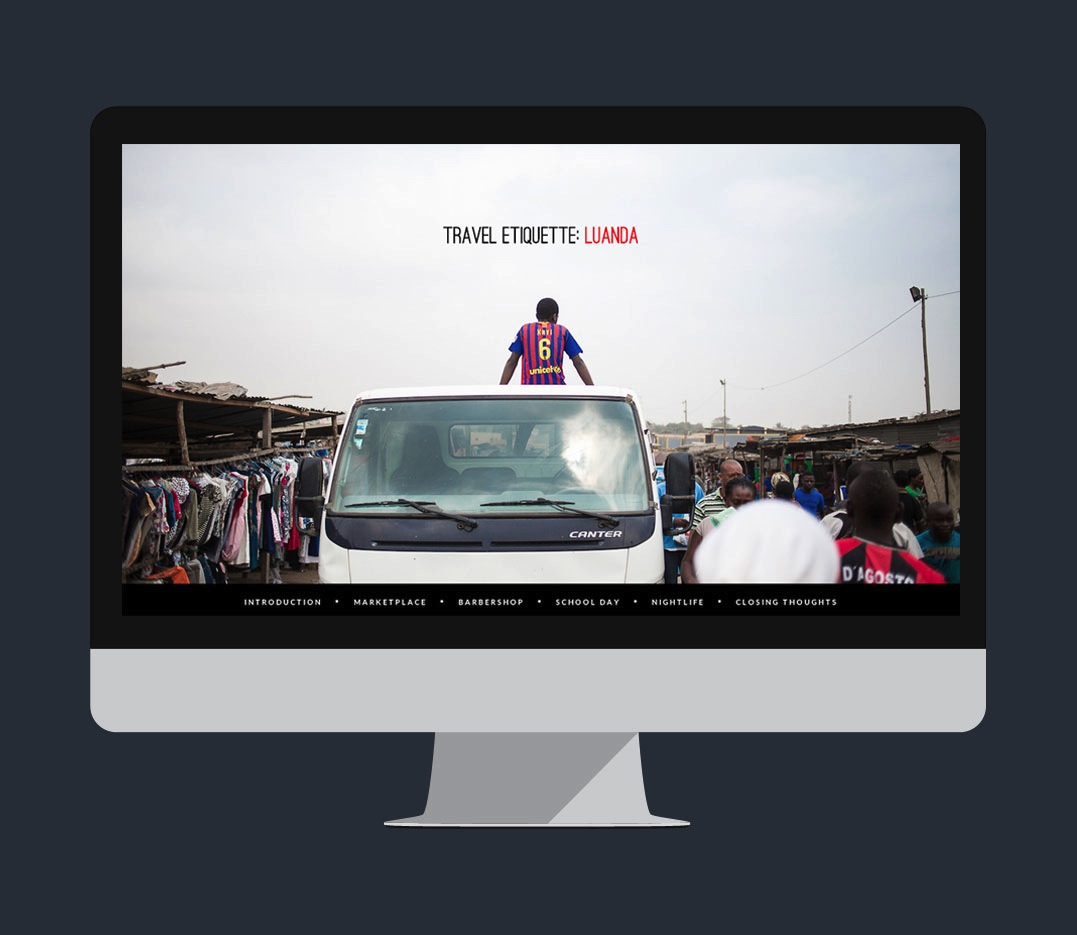 TRAVEL ETIQUETTE: LUANDA
XAVI
6
unicef
CANTER
D'AGOSTO
INTRODUCTION • MARKETPLACE • BARBERSHOP • SCHOOL DAY • NIGHTLIFE • CLOSING THOUGHTS